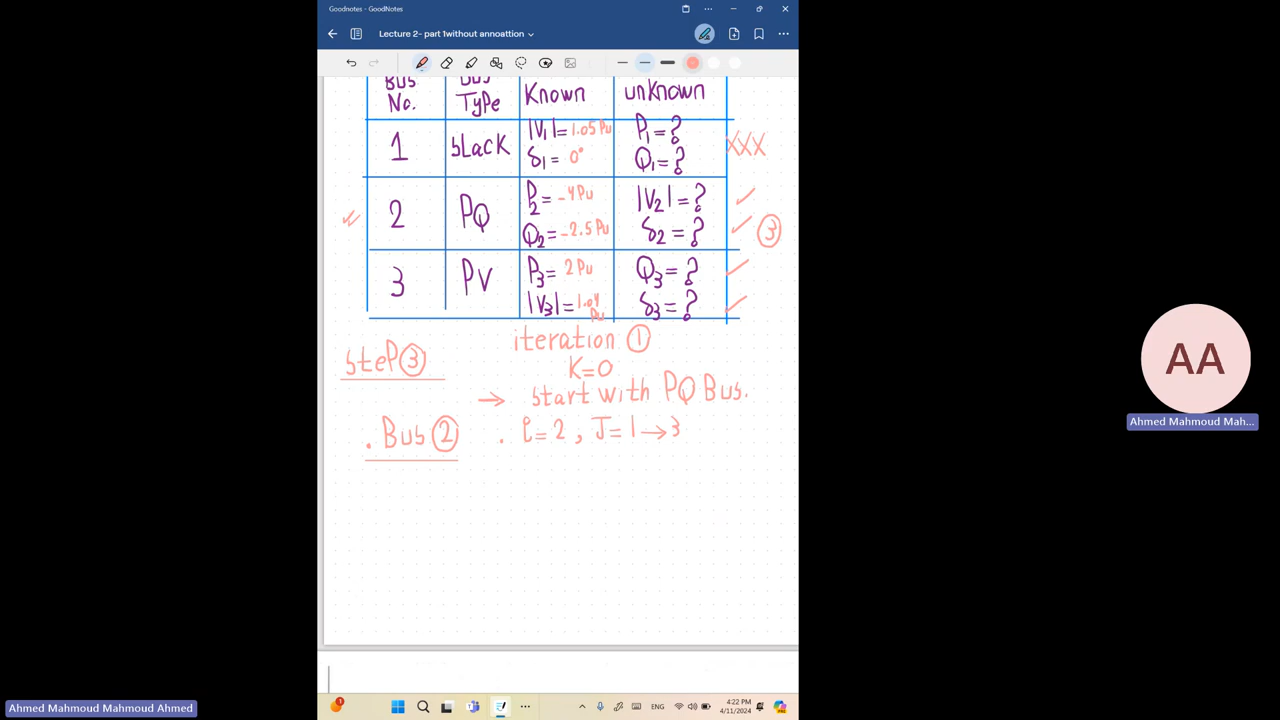 Goodnotes - GoodNotes
Lecture 2- part 1without annoattion
Bus No. Bus Type Known unknown
1 sLacK |V1| = 1.05 Pu P1 = ?
δ1 = 0° Q1 = ? XXX
2 PQ P2 = -4 Pu |V2| = ?
Q2 = -2.5 Pu δ2 = ? 3
3 PV P3 = 2 Pu Q3 = ?
|V3| = 1.04 Pu δ3 = ?
iteration 1
SteP 3
K=0
→ start with PQ Bus.
. Bus 2 . i = 2 , J = 1 → 3
AA
Ahmed Mahmoud Mah...
Ahmed Mahmoud Mahmoud Ahmed
1
ENG
4:22 PM
4/11/2024